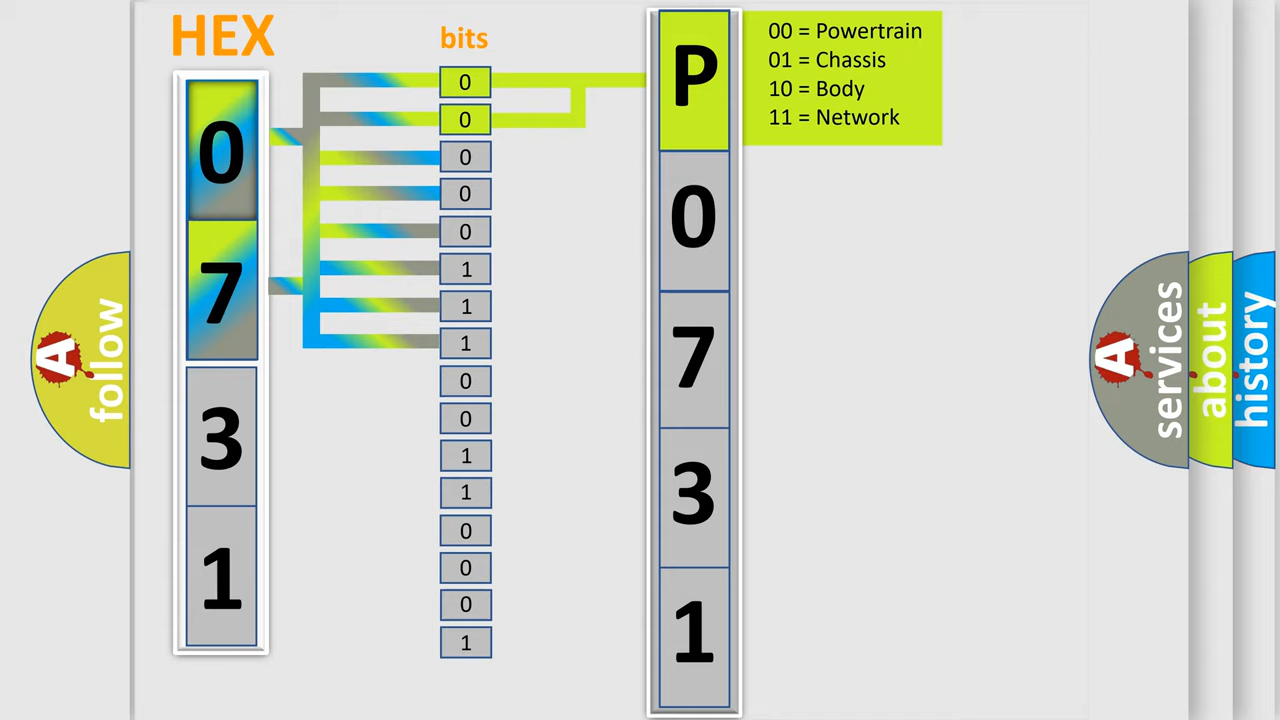 HEX
bits
0
7
3
1
0
0
0
0
0
1
1
1
0
0
1
1
0
0
0
1
P
0
7
3
1
00 = Powertrain
01 = Chassis
10 = Body
11 = Network
A
follow
A
services
about
history